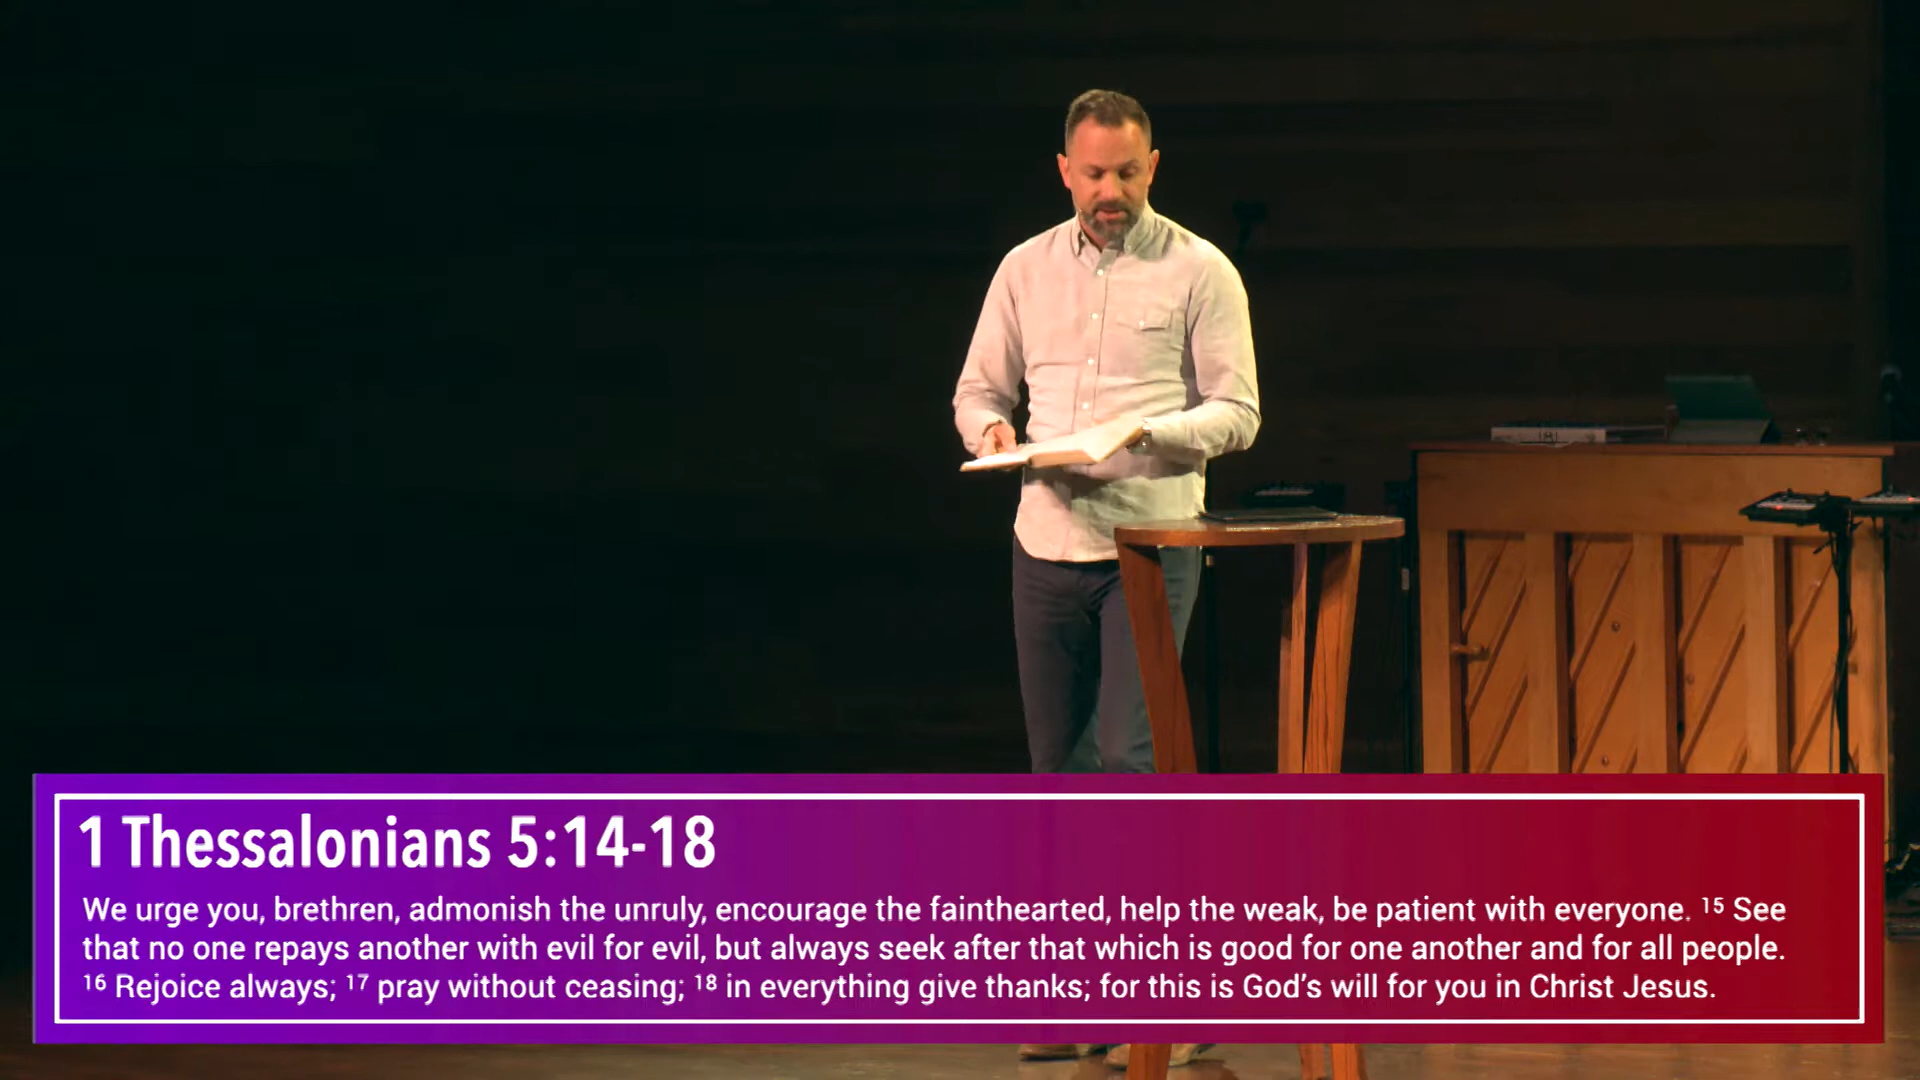 1 Thessalonians 5:14-18
We urge you, brethren, admonish the unruly, encourage the fainthearted, help the weak, be patient with everyone. 15 See
that no one repays another with evil for evil, but always seek after that which is good for one another and for all people.
16 Rejoice always; 17 pray without ceasing; 18 in everything give thanks; for this is God’s will for you in Christ Jesus.